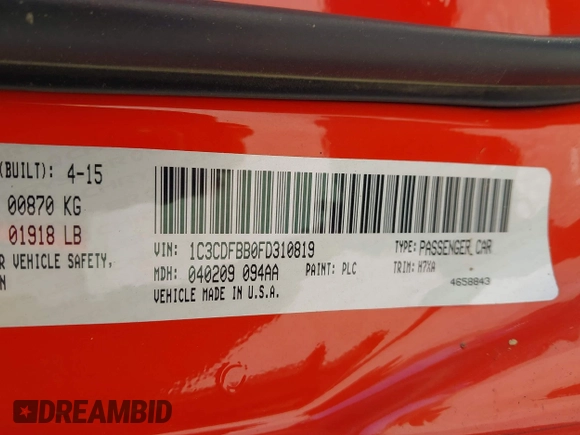 (BUILT): 4-15
00870 KG
01918 LB
R VEHICLE SAFETY,
N
VIN: 1C3CDFBB0FD310819
TYPE: PASSENGER CAR
MDH: 040209 094AA
PAINT: PLC
TRIM: H7XA -
VEHICLE MADE IN U.S.A.
4658843
DREAMBID